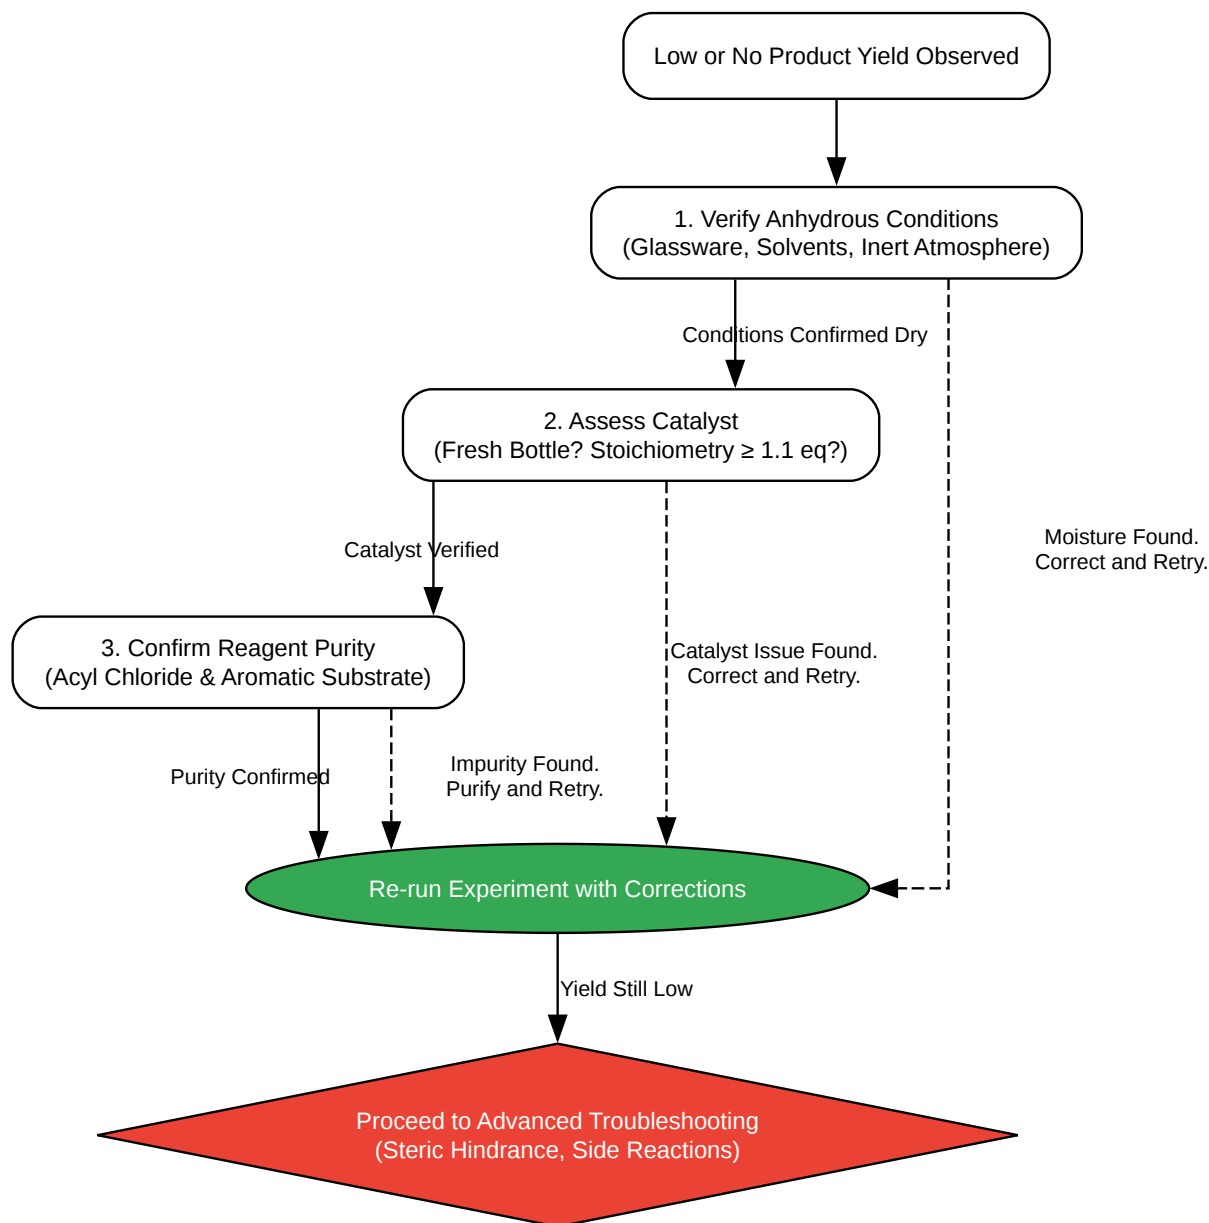 Low or No Product Yield Observed
1. Verify Anhydrous Conditions
(Glassware, Solvents, Inert Atmosphere)
Conditions Confirmed Dry
2. Assess Catalyst
(Fresh Bottle? Stoichiometry ≥ 1.1 eq?)
Moisture Found.
Correct and Retry.
Catalyst Verified
3. Confirm Reagent Purity
(Acyl Chloride & Aromatic Substrate)
Catalyst Issue Found.
Correct and Retry.
Purity Confirmed
Impurity Found.
Purify and Retry.
Re-run Experiment with Corrections
Yield Still Low
Proceed to Advanced Troubleshooting
(Steric Hindrance, Side Reactions)